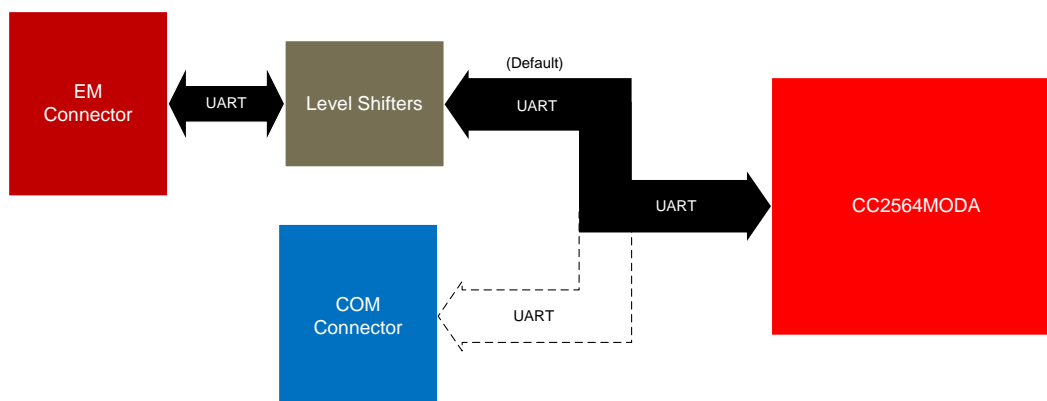 (Default)
EM
Connector
UART
Level Shifters
UART
UART
CC2564MODA
COM
Connector
UART